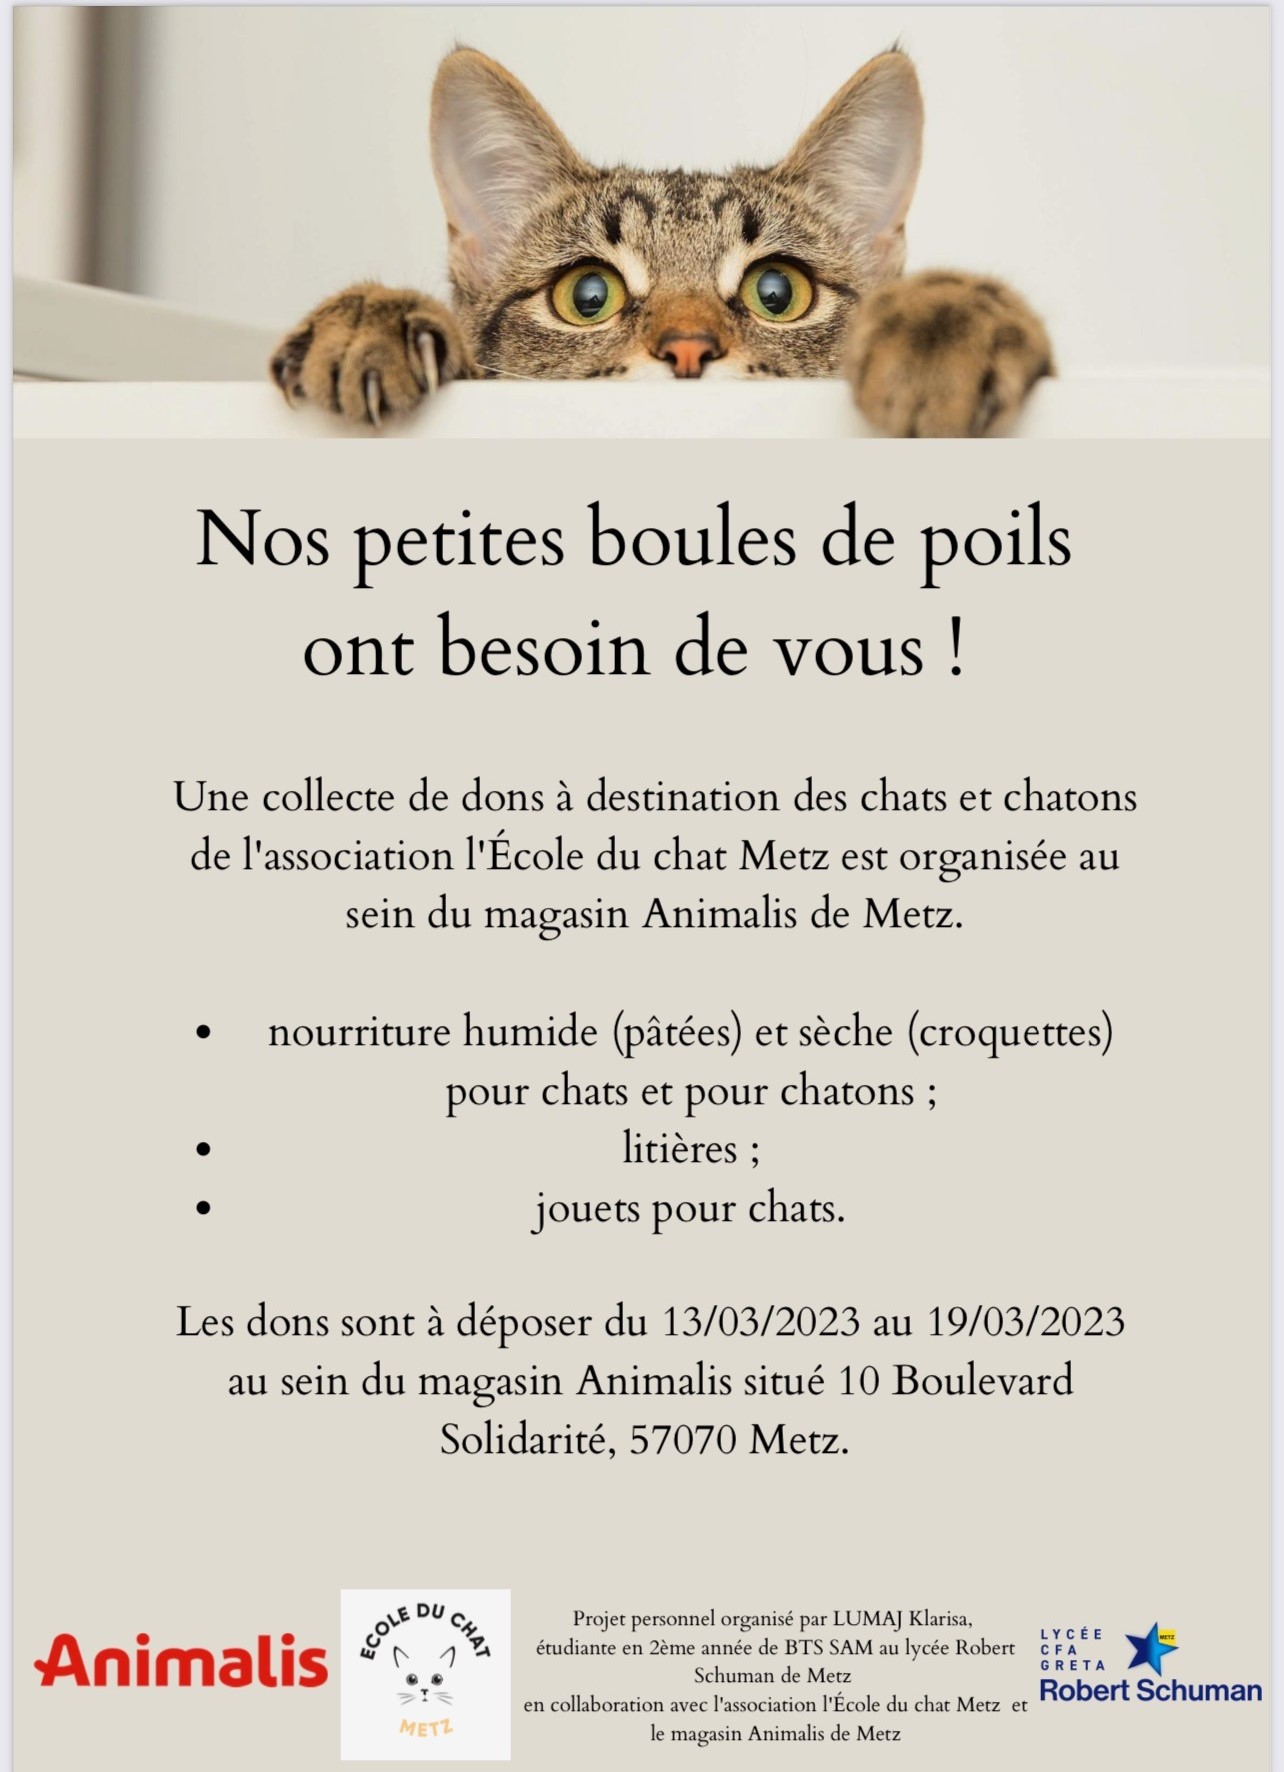 Nos petites boules de poils
ont besoin de vous !
Une collecte de dons à destination des chats et chatons
de l'association l'École du chat Metz est organisée au
sein du magasin Animalis de Metz.
• nourriture humide (pâtées) et sèche (croquettes)
pour chats et pour chatons ;
• litières ;
• jouets pour chats.
Les dons sont à déposer du 13/03/2023 au 19/03/2023
au sein du magasin Animalis situé 10 Boulevard
Solidarité, 57070 Metz.
Animalis
ECOLE DU CHAT
METZ
Projet personnel organisé par LUMAJ Klarisa,
étudiante en 2ème année de BTS SAM au lycée Robert
Schuman de Metz
en collaboration avec l'association l'École du chat Metz et
le magasin Animalis de Metz
LYCÉE
CFA
GRETA
METZ
Robert Schuman